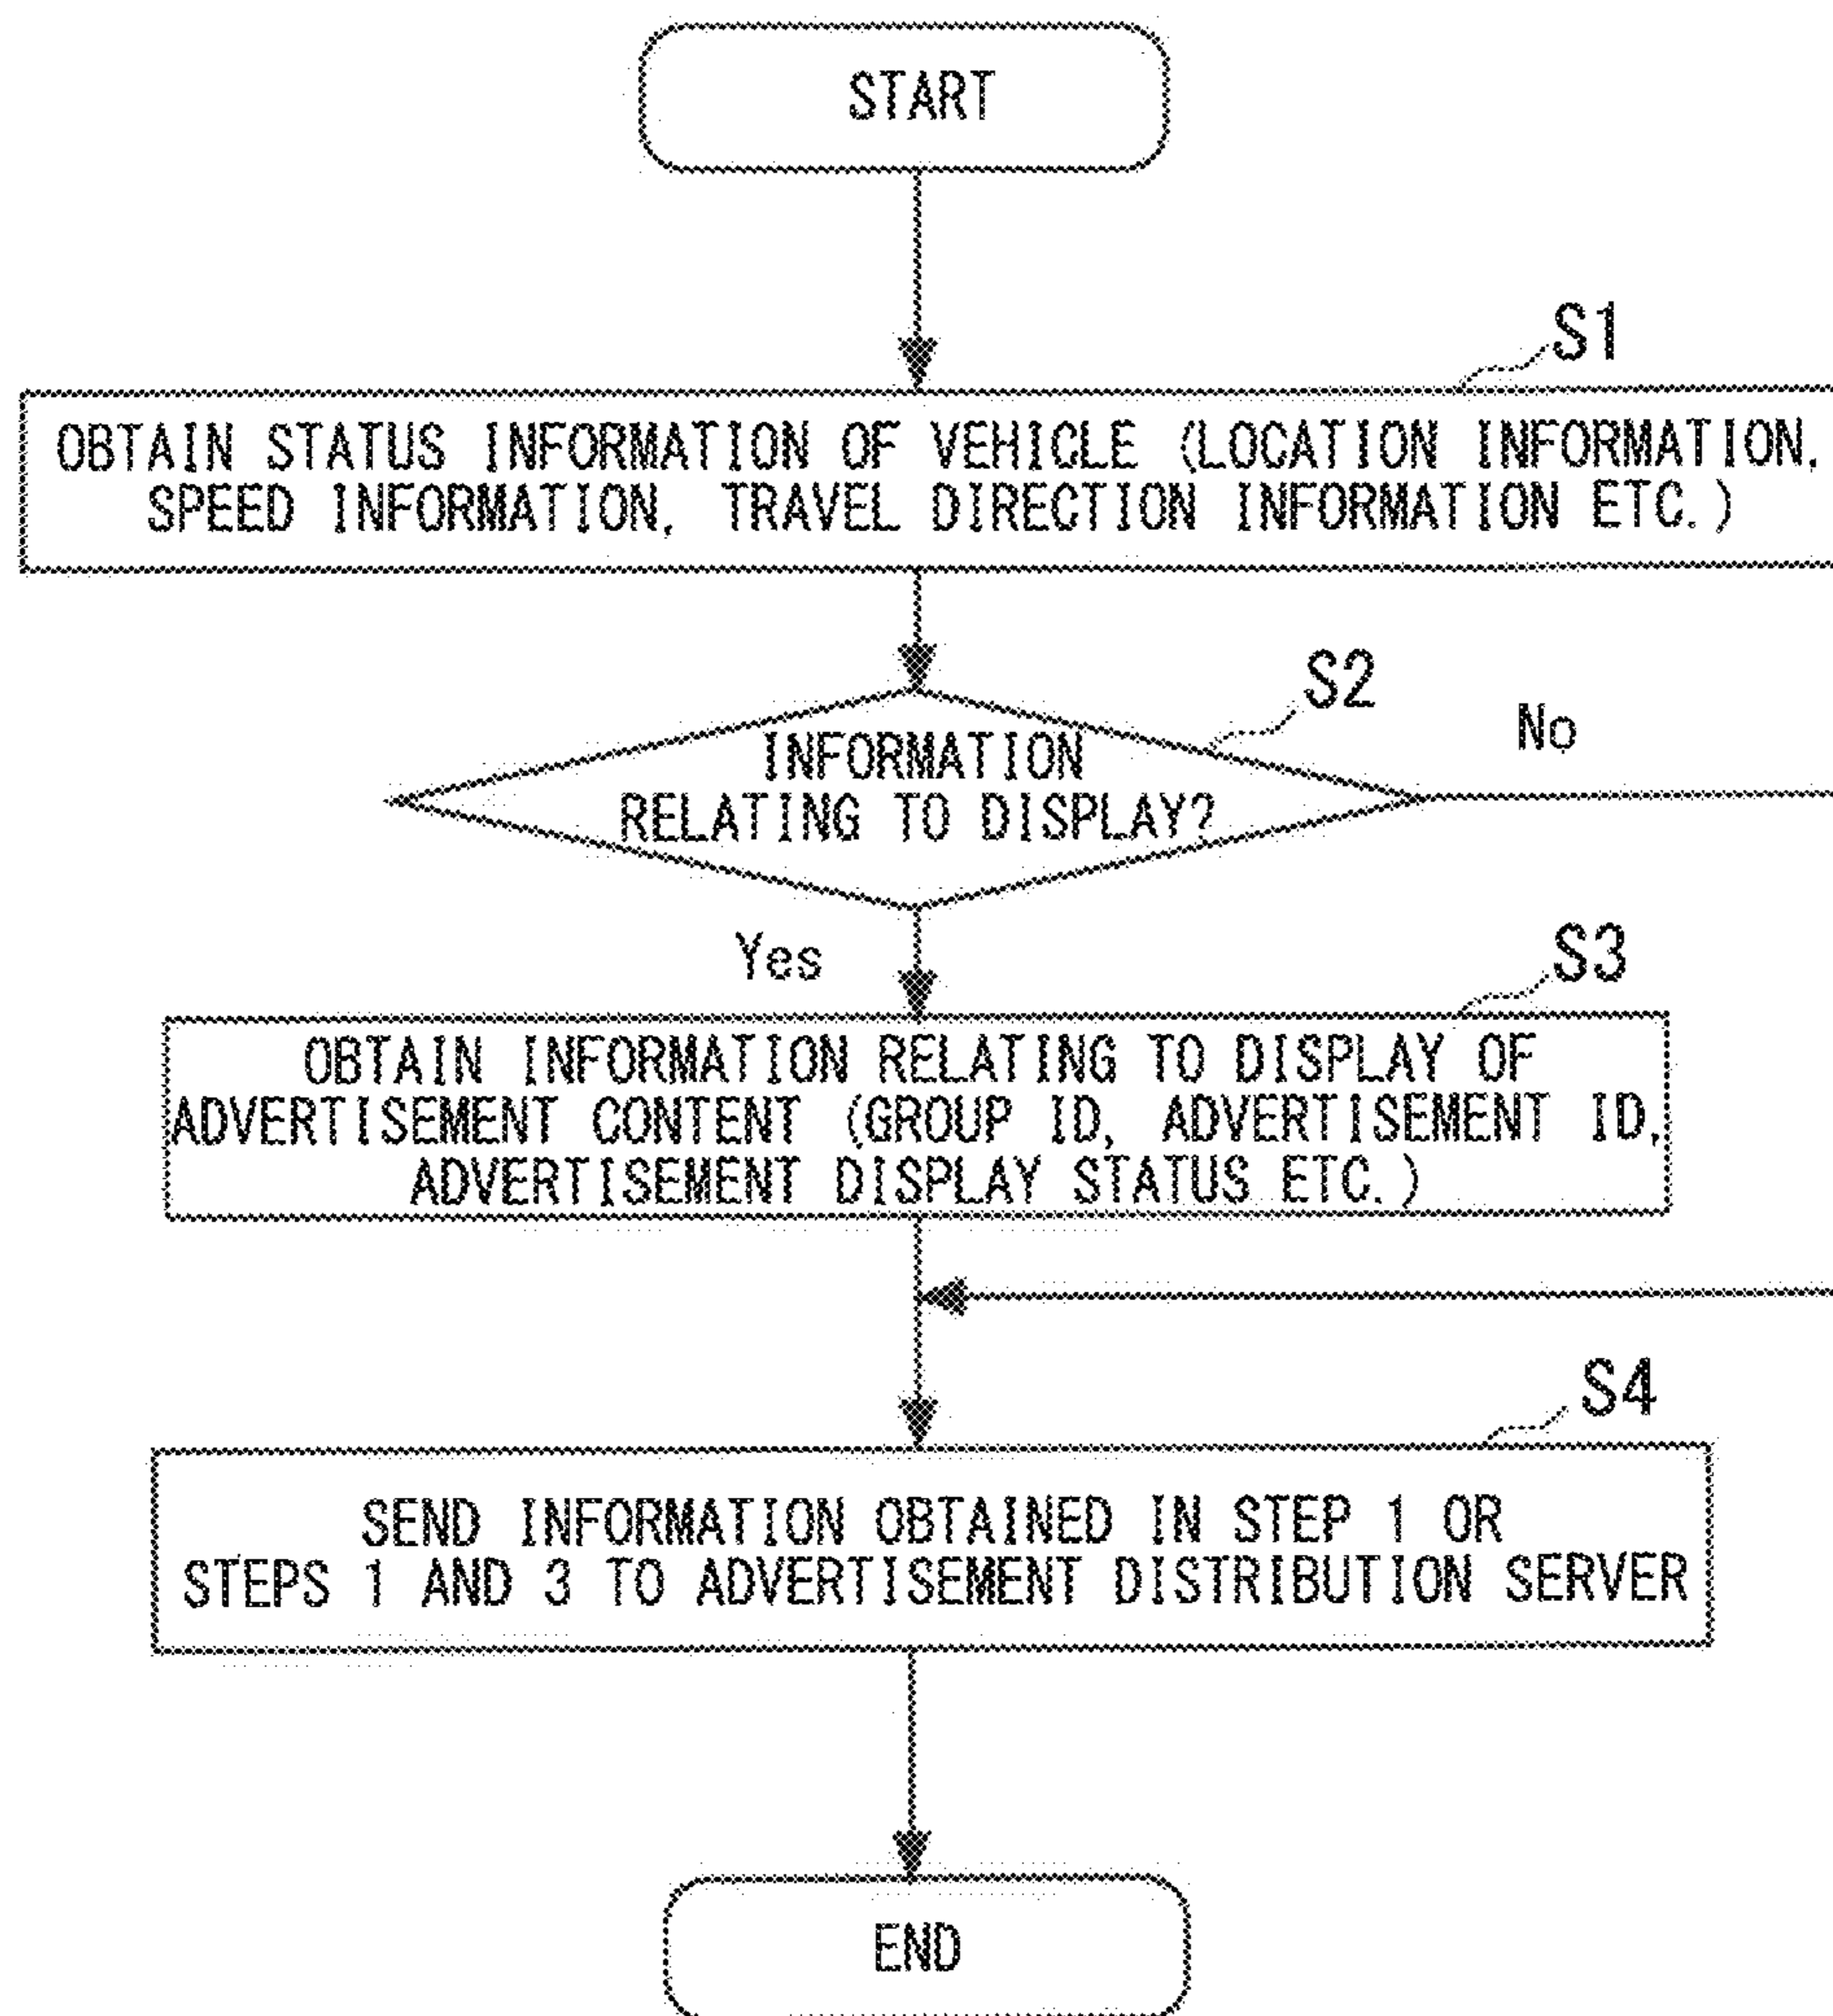 START
S1
OBTAIN STATUS INFORMATION OF VEHICLE (LOCATION INFORMATION,
SPEED INFORMATION, TRAVEL DIRECTION INFORMATION ETC.)
S2
No
INFORMATION
RELATING TO DISPLAY?
Yes
S3
OBTAIN INFORMATION RELATING TO DISPLAY OF
ADVERTISEMENT CONTENT (GROUP ID, ADVERTISEMENT ID,
ADVERTISEMENT DISPLAY STATUS ETC.)
S4
SEND INFORMATION OBTAINED IN STEP 1 OR
STEPS 1 AND 3 TO ADVERTISEMENT DISTRIBUTION SERVER
END